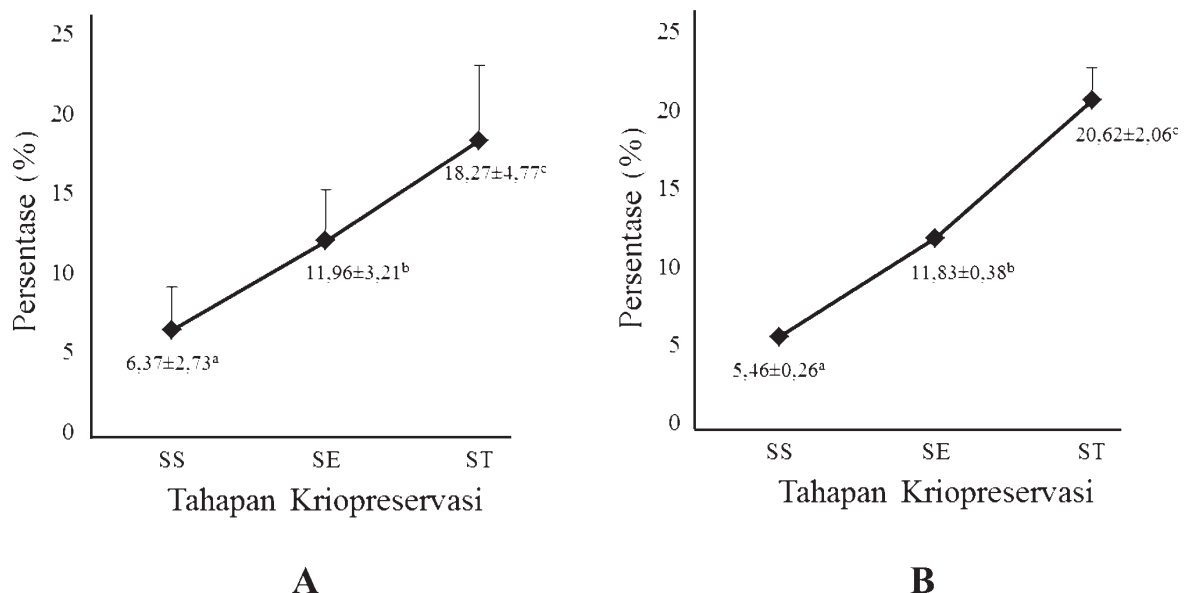 25
20
15
10
5
0
Persentase (%)
6,37±2,73ᵃ
11,96±3,21ᵇ
18,27±4,77ᶜ
SS SE ST
Tahapan Kriopreservasi
A
25
20
15
10
5
0
Persentase (%)
5,46±0,26ᵃ
11,83±0,38ᵇ
20,62±2,06ᶜ
SS SE ST
Tahapan Kriopreservasi
B